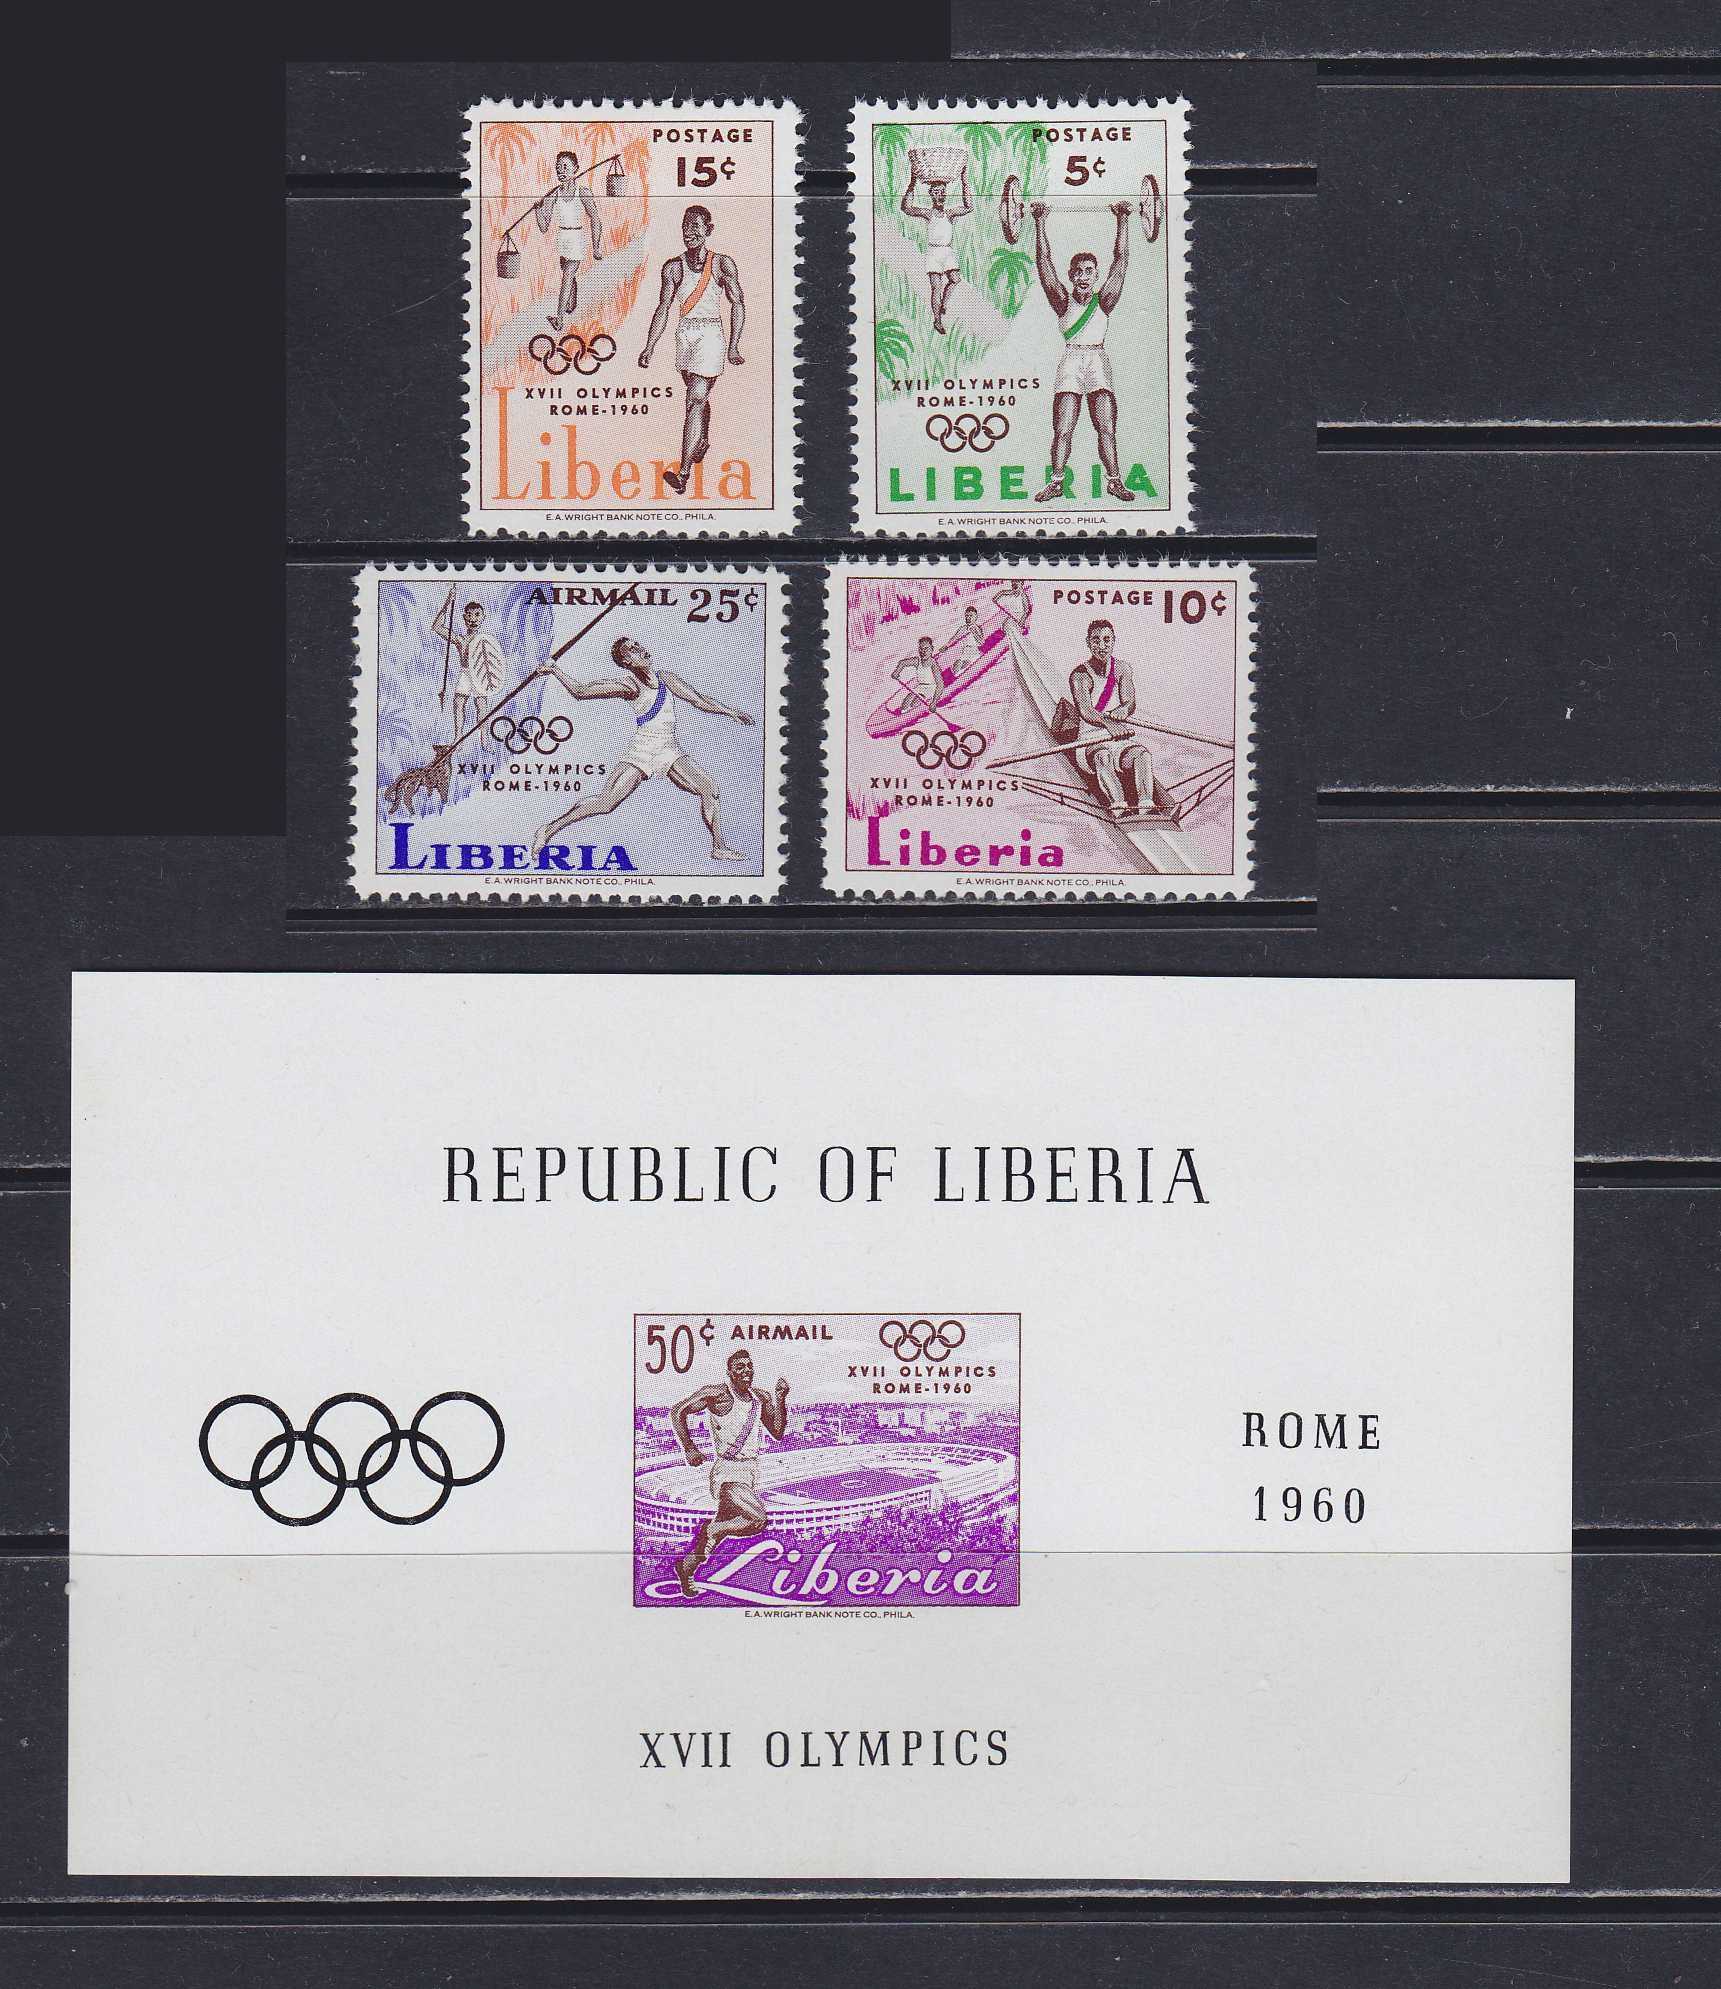 POSTAGE
15¢
XVII OLYMPICS
ROME-1960
Liberia
E.A. WRIGHT BANK NOTE CO., PHILA.
POSTAGE
5¢
XVII OLYMPICS
ROME-1960
LIBERIA
E.A. WRIGHT BANK NOTE CO., PHILA.
AIRMAIL 25¢
XVII OLYMPICS
ROME-1960
LIBERIA
E.A. WRIGHT BANK NOTE CO., PHILA.
POSTAGE 10¢
XVII OLYMPICS
ROME-1960
Liberia
E.A. WRIGHT BANK NOTE CO., PHILA.
REPUBLIC OF LIBERIA
50¢ AIRMAIL
XVII OLYMPICS
ROME-1960
Liberia
E.A. WRIGHT BANK NOTE CO., PHILA.
ROME
1960
XVII OLYMPICS